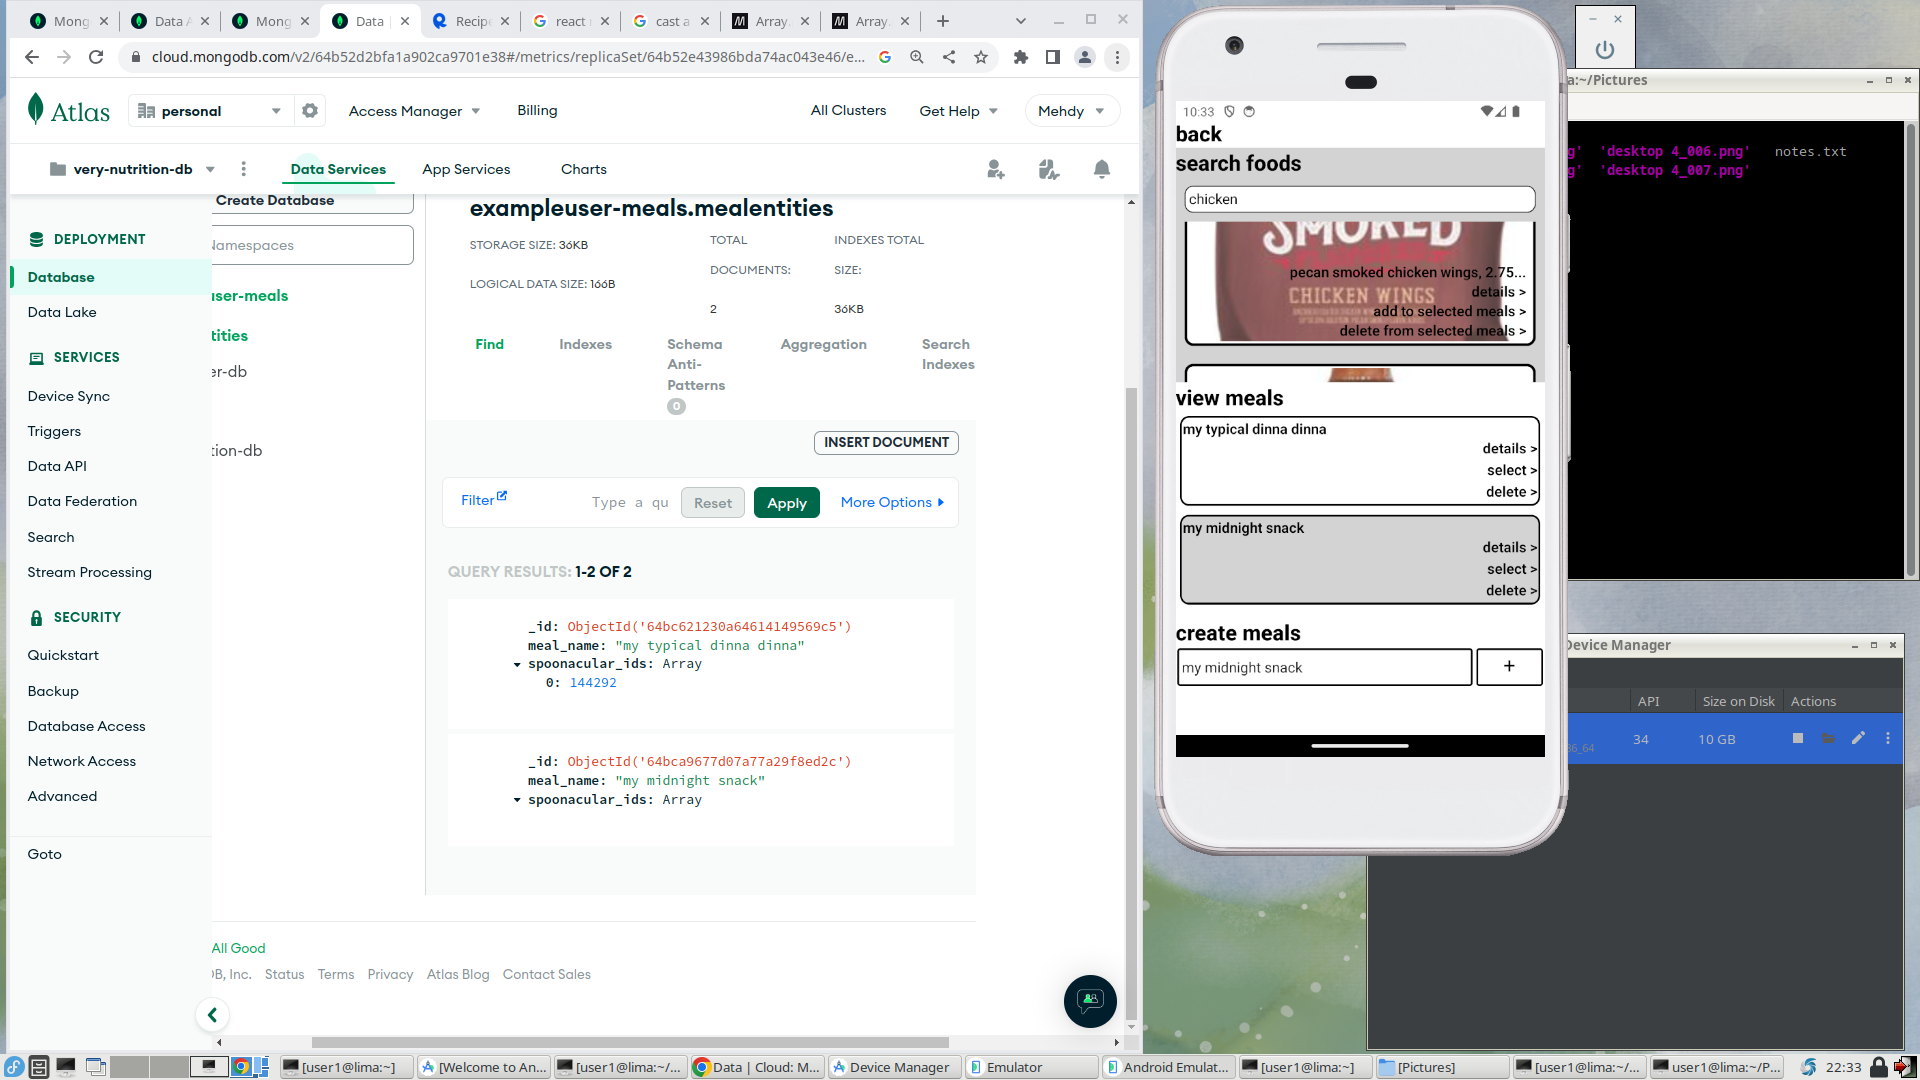 Mong
Data A
Mong
Data
Recip
react
cast a
Array
Array
cloud.mongodb.com/v2/64b52d2bfa1a902ca9701e38#/metrics/replicaSet/64b52e43986bda74ac043e46/e...
Atlas
personal
Access Manager
Billing
All Clusters
Get Help
Mehdy
very-nutrition-db
Data Services
App Services
Charts
DEPLOYMENT
Database
Data Lake
SERVICES
Device Sync
Triggers
Data API
Data Federation
Search
Stream Processing
SECURITY
Quickstart
Backup
Database Access
Network Access
Advanced
Goto
Create Database
Namespaces
user-meals
tities
er-db
tion-db
exampleuser-meals.mealentities
STORAGE SIZE: 36KB
LOGICAL DATA SIZE: 166B
TOTAL
DOCUMENTS:
2
INDEXES TOTAL
SIZE:
36KB
Find
Indexes
Schema
Anti-
Patterns
0
Aggregation
Search
Indexes
INSERT DOCUMENT
Filter
Type a qu
Reset
Apply
More Options
QUERY RESULTS: 1-2 OF 2
_id: ObjectId('64bc621230a64614149569c5')
meal_name: "my typical dinna dinna"
spoonacular_ids: Array
0: 144292
_id: ObjectId('64bca9677d07a77a29f8ed2c')
meal_name: "my midnight snack"
spoonacular_ids: Array
All Good
DB, Inc. Status Terms Privacy Atlas Blog Contact Sales
10:33
back
search foods
chicken
SMOKED
pecan smoked chicken wings, 2.75...
details >
CHICKEN WINGS
add to selected meals >
delete from selected meals >
view meals
my typical dinna dinna
details >
select >
delete >
my midnight snack
details >
select >
delete >
create meals
my midnight snack
+
a:~/Pictures
g' 'desktop 4_006.png' notes.txt
g' 'desktop 4_007.png'
Device Manager
API
Size on Disk
Actions
86_64
34
10 GB
[user1@lima:~]
[Welcome to An...
[user1@lima:~/...
Data | Cloud: M...
Device Manager
Emulator
Android Emulat...
[user1@lima:~]
[Pictures]
[user1@lima:~/...
user1@lima:~/P...
22:33